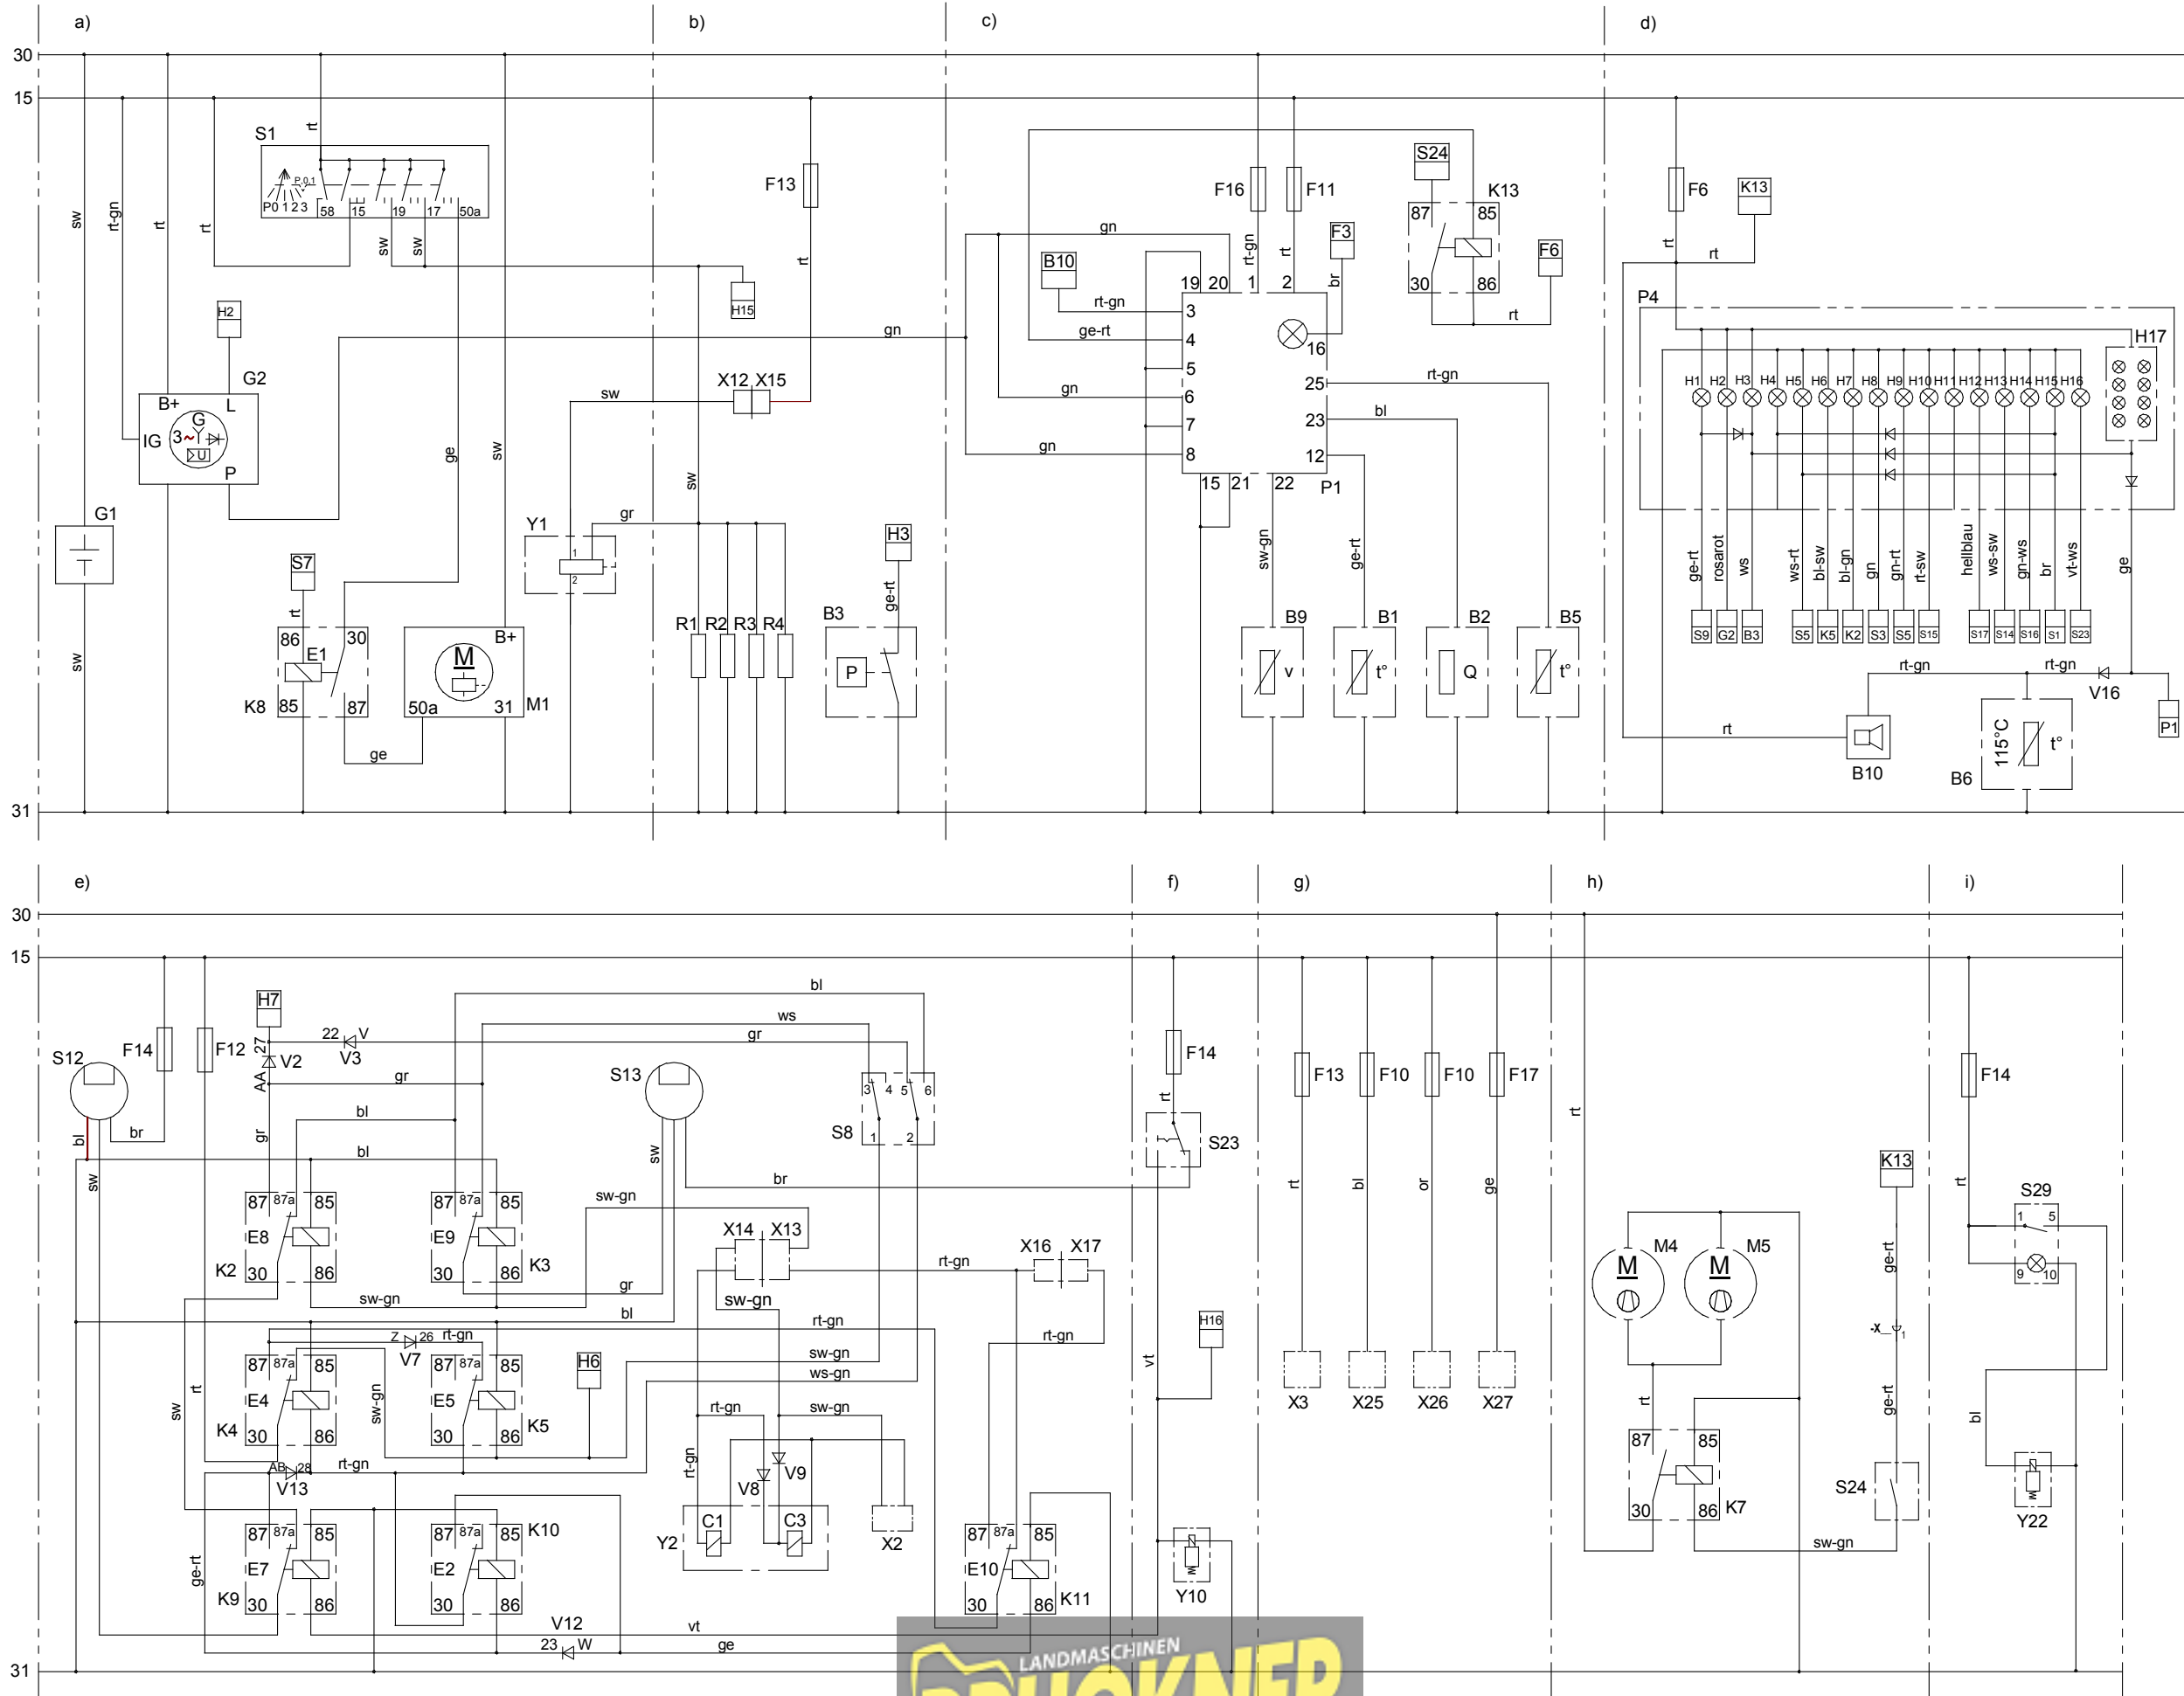 a) b) c) d)
30
15
S1
rt
P 0 1
P0 1 2 3
58 15 19 17 50a
sw rt-gn rt rt sw sw
F13
rt
F16 F11
S24
K13
87 85
30 86
F6
rt
F3
br
gn
rt-gn
rt
B10
rt-gn
ge-rt
19 20 1 2
3
4
5
6
7
8
16
25
23
12
15 21 22
P1
gn
gn
rt-gn
bl
F6
K13
rt
rt
P4
H17
H1 H2 H3 H4 H5 H6 H7 H8 H9 H10 H11 H12 H13 H14 H15 H16
H2
G2
B+ L
IG
G
3~
U
P
H15
gn
X12 X15
sw
ge
sw
sw
G1
Y1
gr
1
2
H3
ge-rt
sw-gn
ge-rt
ge-rt rosarot ws ws-rt bl-sw bl-gn gn gn-rt rt-sw hellblau ws-sw gn-ws br vt-ws ge
S9 G2 B3 S5 K5 K2 S3 S5 S15 S17 S14 S16 S1 S23
S7
rt
sw
86 30
E1
K8 85 87
B+
M
50a 31 M1
ge
R1 R2 R3 R4
B3
P
B9
v
B1
t°
B2
Q
B5
t°
rt-gn rt-gn
V16
P1
rt
B10
115°C
t°
B6
31
e) f) g) h) i)
30
15
S12
F14
F12
H7
27
22 V
V3
V2
AA
bl
ws
gr
gr
bl
gr
bl
br
bl
sw
S13
sw
br
3 4 5 6
S8
1 2
87 87a 85
E8
K2 30 86
87 87a 85
E9
K3
30 86
sw-gn
gr
sw-gn
bl
X14 X13
rt-gn
X16 X17
sw-gn
rt-gn
rt-gn
sw-gn
ws-gn
Z 26 rt-gn
V7
87 87a 85
E4
K4 30 86
87 87a 85
E5
K5
30 86
sw
rt
sw-gn
H6
AB 28
V13
rt-gn
rt-gn
sw-gn
rt-gn
V9
V8
C1 C3
Y2
X2
87 87a 85
E7
K9 30 86
ge-rt
87 87a 85
K10
E2
30 86
87 87a 85
E10
30 86 K11
V12
23 W
vt
ge
F14
rt
S23
H16
vt
Y10
F13 F10 F10 F17
rt bl or ge
X3 X25 X26 X27
rt
M M4
M M5
rt
87 85
30 86 K7
sw-gn
K13
ge-rt
-X_ 1
ge-rt
S24
F14
rt
S29
1 5
9 10
bl
Y22
31
LANDMASCHINEN
BRUCKNER